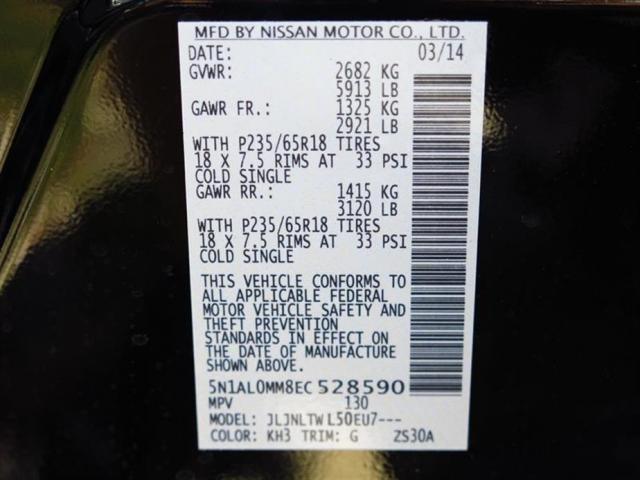 MFD BY NISSAN MOTOR CO., LTD.
DATE: 03/14
GVWR: 2682 KG
5913 LB
GAWR FR.: 1325 KG
2921 LB
WITH P235/65R18 TIRES
18 X 7.5 RIMS AT 33 PSI
COLD SINGLE
GAWR RR.: 1415 KG
3120 LB
WITH P235/65R18 TIRES
18 X 7.5 RIMS AT 33 PSI
COLD SINGLE
THIS VEHICLE CONFORMS TO
ALL APPLICABLE FEDERAL
MOTOR VEHICLE SAFETY AND
THEFT PREVENTION
STANDARDS IN EFFECT ON
THE DATE OF MANUFACTURE
SHOWN ABOVE.
5N1AL0MM8EC528590
MPV 130
MODEL: JLJNLTWL50EU7---
COLOR: KH3 TRIM: G ZS30A